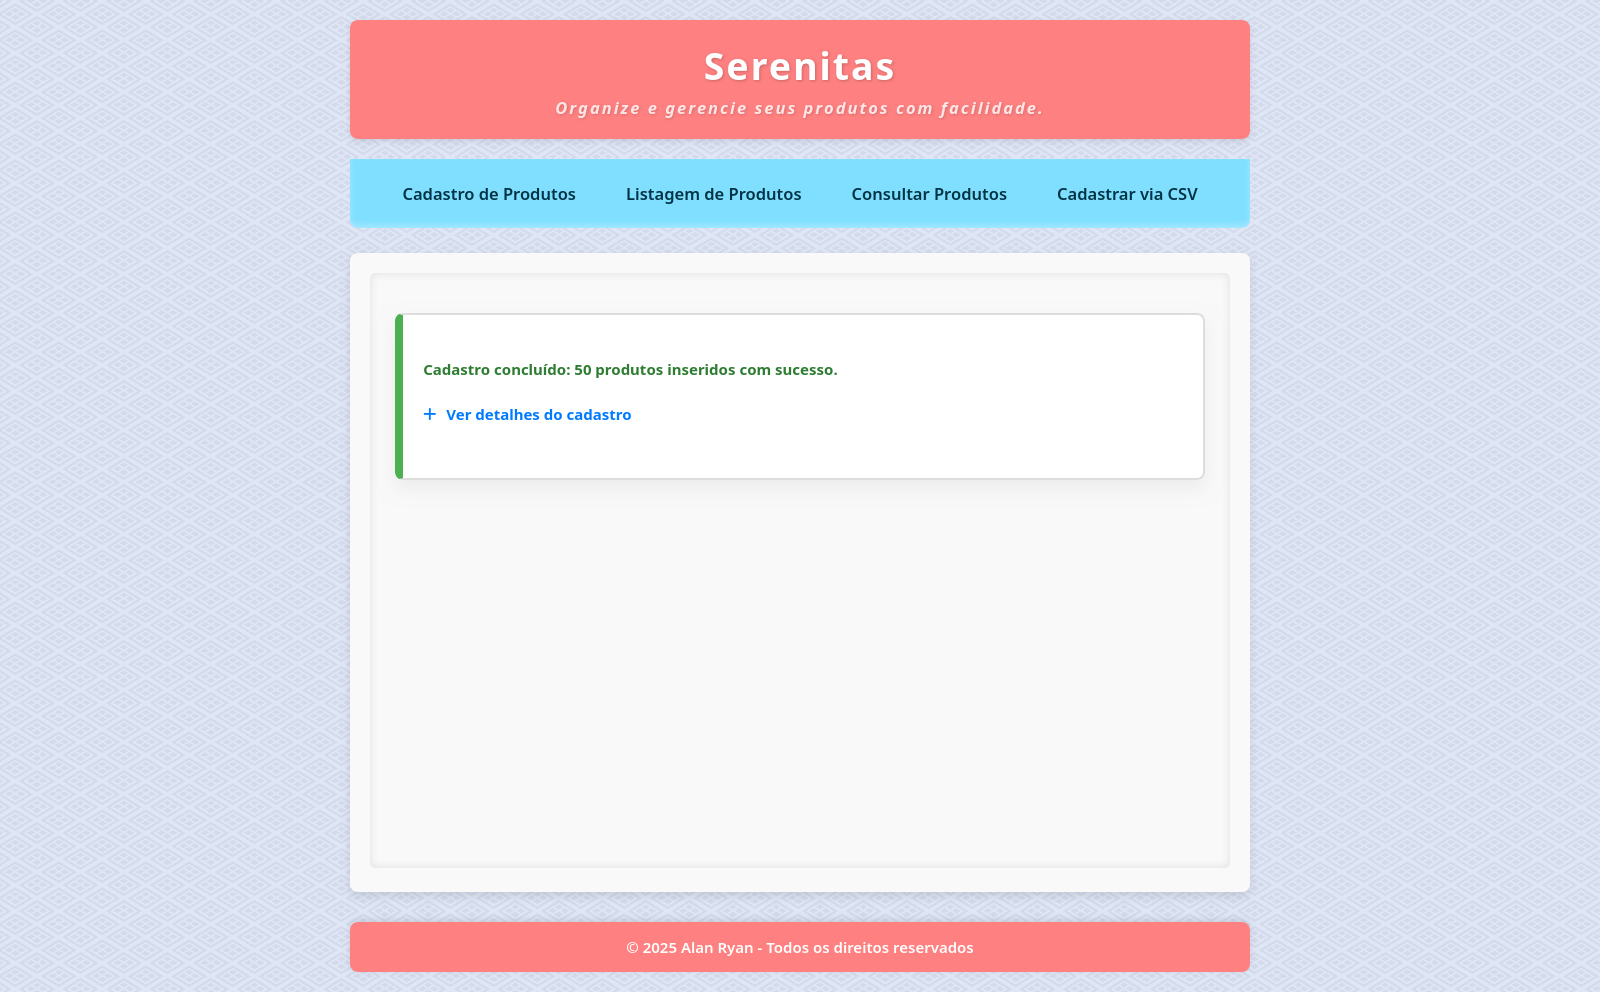 Serenitas
Organize e gerencie seus produtos com facilidade.
Cadastro de Produtos
Listagem de Produtos
Consultar Produtos
Cadastrar via CSV
Cadastro concluído: 50 produtos inseridos com sucesso.
+ Ver detalhes do cadastro
© 2025 Alan Ryan - Todos os direitos reservados